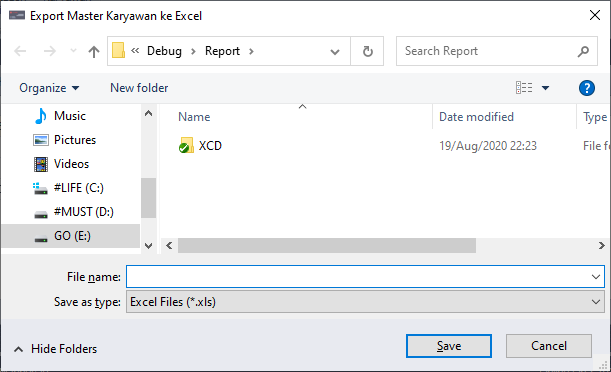 Export Master Karyawan ke Excel
« Debug > Report >
Search Report
Organize
New folder
Name
Date modified
Type
Music
Pictures
Videos
#LIFE (C:)
#MUST (D:)
GO (E:)
XCD
19/Aug/2020 22:23
File fo
File name:
Save as type:
Excel Files (*.xls)
Hide Folders
Save
Cancel